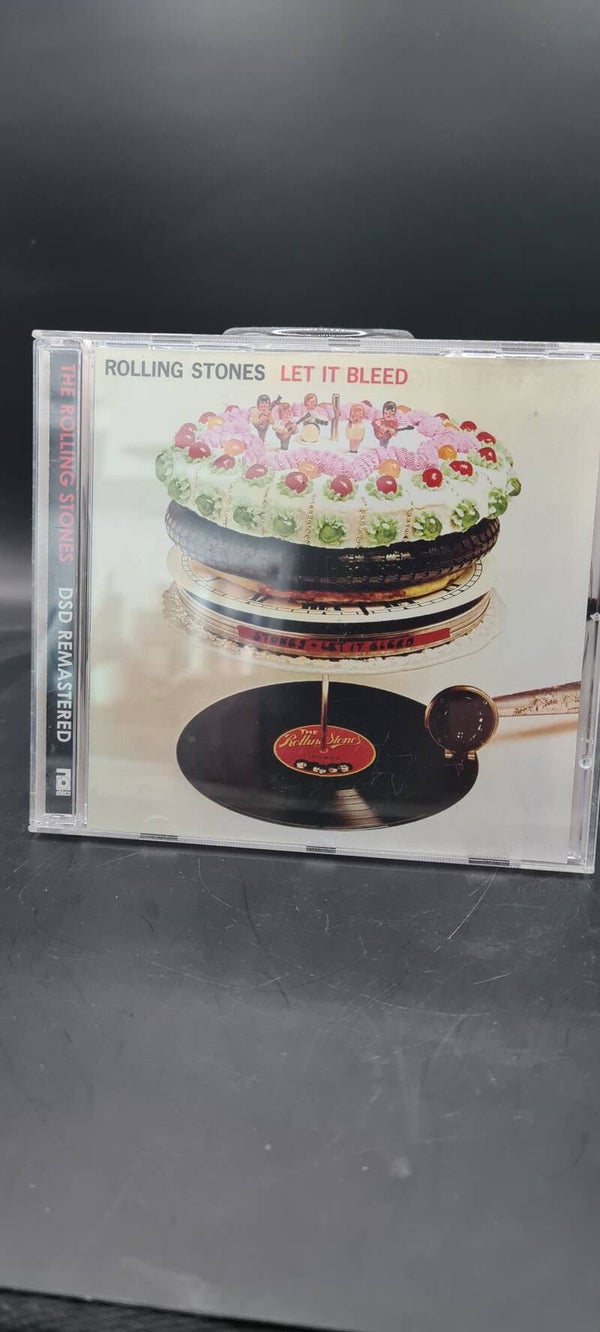 ROLLING STONES LET IT BLEED
THE ROLLING STONES DSD REMASTERED
STONES - LET IT BLEED
THE
Rolling Stones